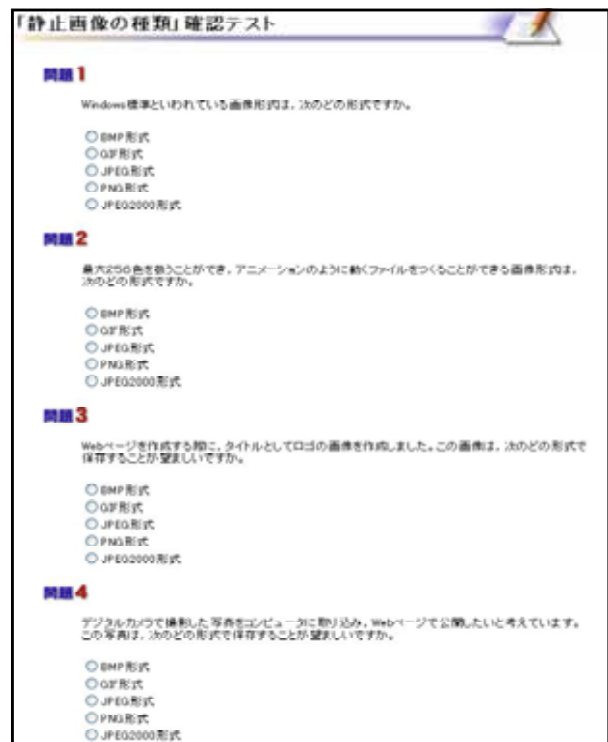 「静止画像の種類」確認テスト
問題1
Windows標準といわれている画像形式は，次のどの形式ですか。
BMP形式
GIF形式
JPEG形式
PNG形式
JPEG2000形式
問題2
最大256色を扱うことができ，アニメーションのように動くファイルをつくることができる画像形式は，
次のどの形式ですか。
BMP形式
GIF形式
JPEG形式
PNG形式
JPEG2000形式
問題3
Webページを作成する際に，タイトルとしてロゴの画像を作成しました。この画像は，次のどの形式で
保存することが望ましいですか。
BMP形式
GIF形式
JPEG形式
PNG形式
JPEG2000形式
問題4
デジタルカメラで撮影した写真をコンピュータに取り込み，Webページで公開したいと考えています。
この写真は，次のどの形式で保存することが望ましいですか。
BMP形式
GIF形式
JPEG形式
PNG形式
JPEG2000形式